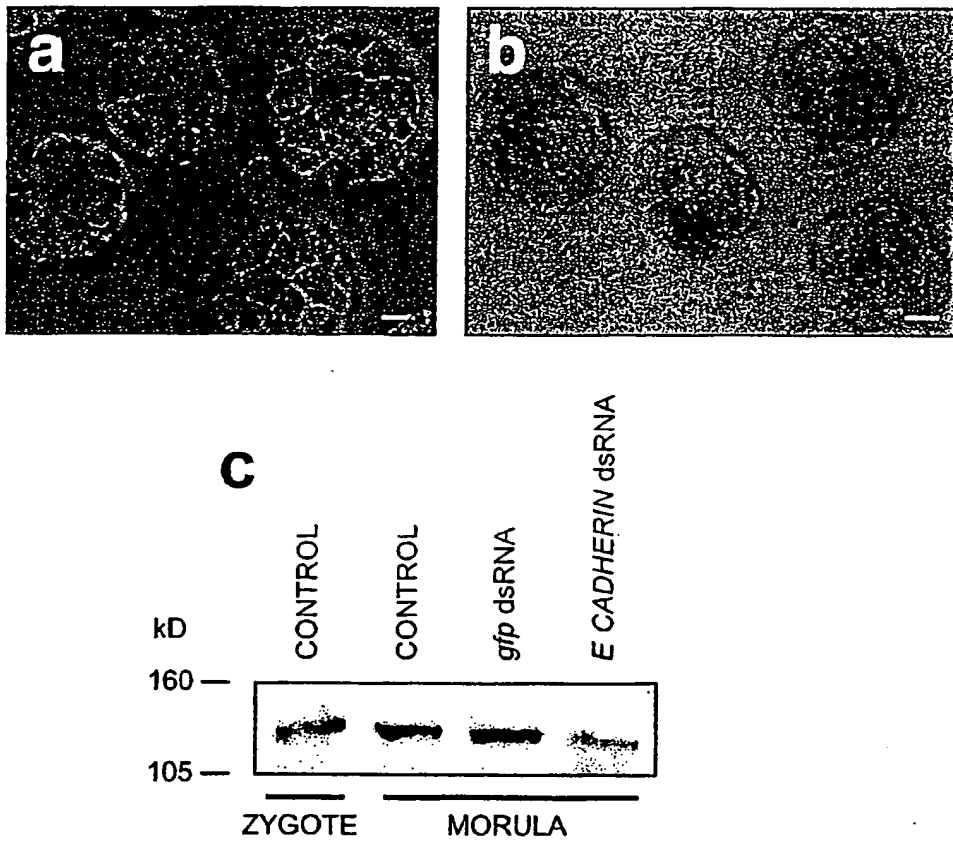 a
b
c
kD
CONTROL
CONTROL
gfp dsRNA
E CADHERIN dsRNA
160
105
ZYGOTE
MORULA